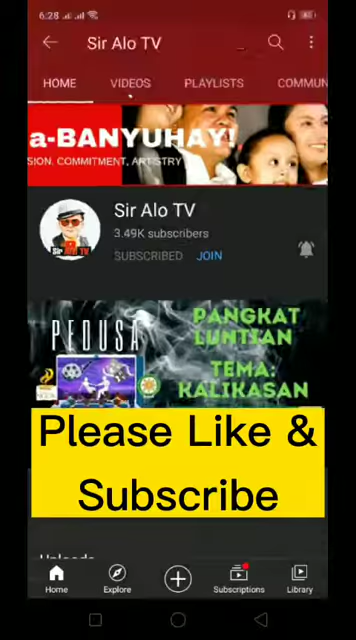 6:28
Sir Alo TV
HOME VIDEOS PLAYLISTS COMMUN
a-BANYUHAY!
SION. COMMITMENT, ARTISTRY
Sir Alo TV
3.49K subscribers
SUBSCRIBED JOIN
PEDUSA
PANGKAT
LUNTIAN
TEMA:
KALIKASAN
Please Like &
Subscribe
Uploads
Home Explore Subscriptions Library